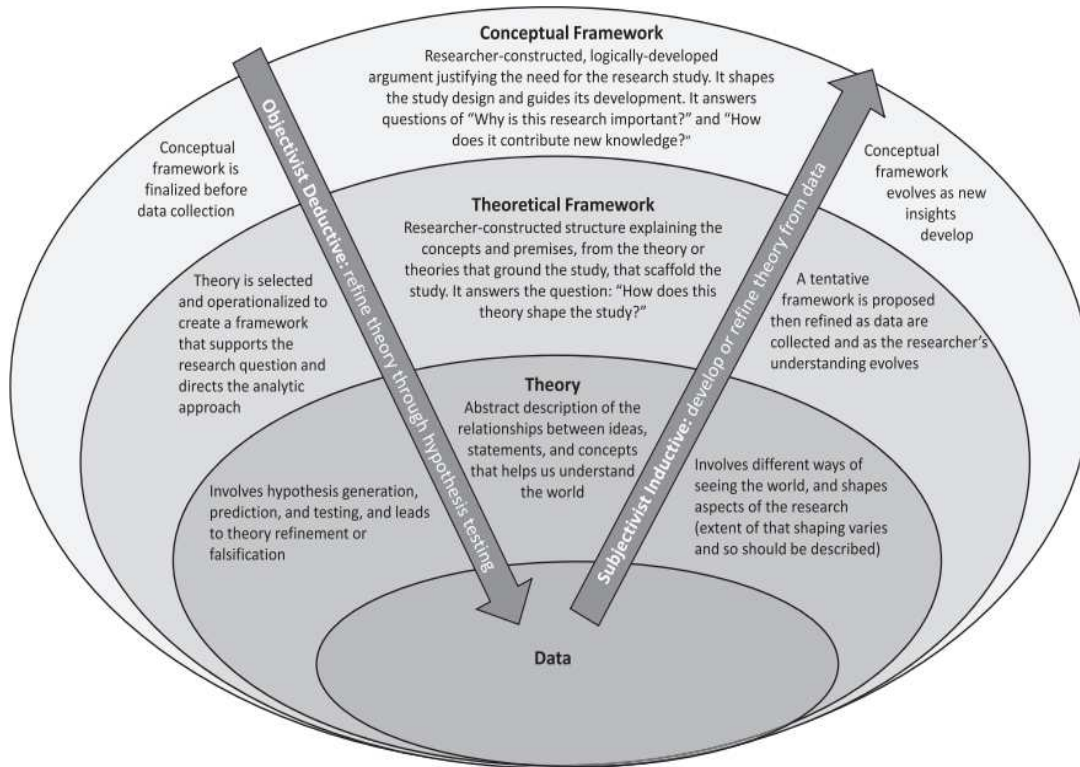 Conceptual Framework
Researcher-constructed, logically-developed
argument justifying the need for the research study. It shapes
the study design and guides its development. It answers
questions of “Why is this research important?” and “How
does it contribute new knowledge?"
Conceptual
framework is
finalized before
data collection
Objectivist Deductive: refine theory through hypothesis testing
Subjectivist Inductive: develop or refine theory from data
Conceptual
framework
evolves as new
insights
develop
Theoretical Framework
Researcher-constructed structure explaining the
concepts and premises, from the theory or
theories that ground the study, that scaffold the
study. It answers the question: “How does this
theory shape the study?”
Theory is selected
and operationalized to
create a framework
that supports the
research question and
directs the analytic
approach
A tentative
framework is proposed
then refined as data are
collected and as the researcher’s
understanding evolves
Theory
Abstract description of the
relationships between ideas,
statements, and concepts
that helps us understand
the world
Involves hypothesis generation,
prediction, and testing, and leads
to theory refinement or
falsification
Involves different ways of
seeing the world, and shapes
aspects of the research
(extent of that shaping varies
and so should be described)
Data